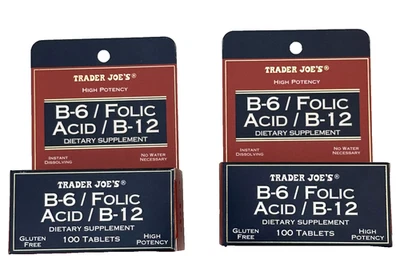 TRADER JOE'S®
HIGH POTENCY
B-6 / FOLIC
ACID / B-12
DIETARY SUPPLEMENT
INSTANT
DISSOLVING
NO WATER
NECESSARY
TRADER JOE'S®
B-6 / FOLIC
ACID / B-12
DIETARY SUPPLEMENT
GLUTEN
FREE
100 TABLETS
HIGH
POTENCY
TRADER JOE'S®
HIGH POTENCY
B-6 / FOLIC
ACID / B-12
DIETARY SUPPLEMENT
INSTANT
DISSOLVING
NO WATER
NECESSARY
TRADER JOE'S®
B-6 / FOLIC
ACID / B-12
DIETARY SUPPLEMENT
GLUTEN
FREE
100 TABLETS
HIGH
POTENCY